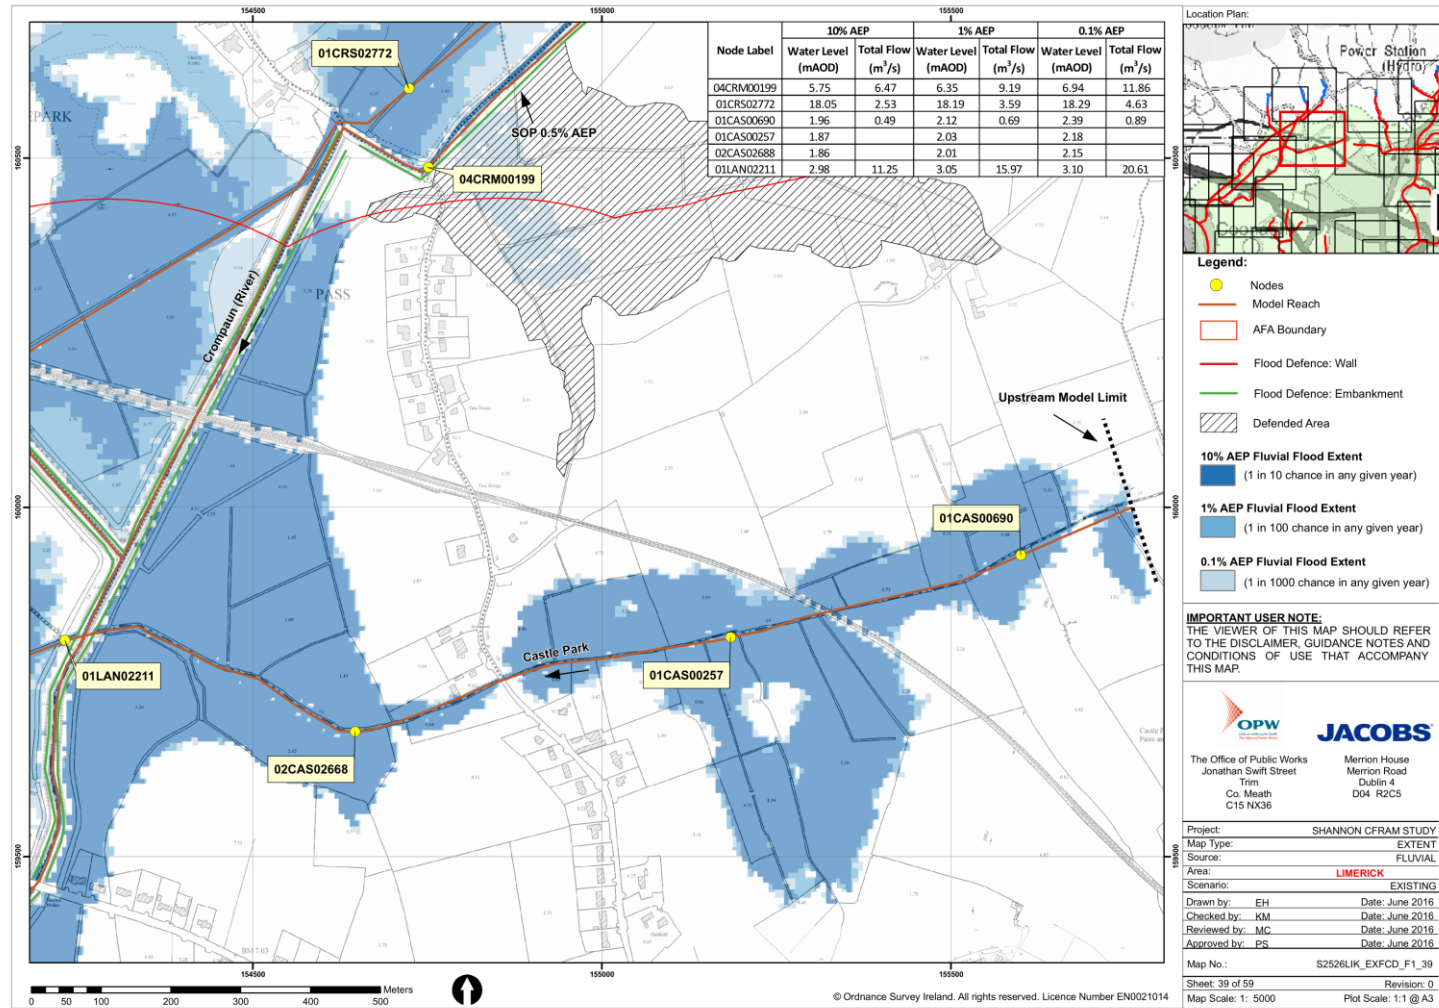 10% AEP 1% AEP 0.1% AEP
Node Label Water Level (mAOD) Total Flow (m³/s) Water Level (mAOD) Total Flow (m³/s) Water Level (mAOD) Total Flow (m³/s)
04CRM00199 5.75 6.47 6.35 9.19 6.94 11.86
01CRS02772 18.05 2.53 18.19 3.59 18.29 4.63
01CAS00690 1.96 0.49 2.12 0.69 2.39 0.89
01CAS00257 1.87 2.03 2.18
02CAS02688 1.86 2.01 2.15
01LAN02211 2.98 11.25 3.05 15.97 3.10 20.61
154500 155000 155500
01CRS02772
SOP 0.5% AEP
04CRM00199
EPARK
PASS
Crompaun (River)
160500
160500
Upstream Model Limit
160000
160000
01CAS00690
Castle Park
01CAS00257
01LAN02211
02CAS02668
159500
159500
BM 7.03
154500 155000 155500
Meters
0 50 100 200 300 400 500
© Ordnance Survey Ireland. All rights reserved. Licence Number EN0021014
Location Plan:
Power Station
(Hydro)
Legend:
Nodes
Model Reach
AFA Boundary
Flood Defence: Wall
Flood Defence: Embankment
Defended Area
10% AEP Fluvial Flood Extent
(1 in 10 chance in any given year)
1% AEP Fluvial Flood Extent
(1 in 100 chance in any given year)
0.1% AEP Fluvial Flood Extent
(1 in 1000 chance in any given year)
IMPORTANT USER NOTE:
THE VIEWER OF THIS MAP SHOULD REFER
TO THE DISCLAIMER, GUIDANCE NOTES AND
CONDITIONS OF USE THAT ACCOMPANY
THIS MAP.
OPW
The Office of Public Works
Jonathan Swift Street
Trim
Co. Meath
C15 NX36
JACOBS
Merrion House
Merrion Road
Dublin 4
D04 R2C5
Project: SHANNON CFRAM STUDY
Map Type: EXTENT
Source: FLUVIAL
Area: LIMERICK
Scenario: EXISTING
Drawn by: EH Date: June 2016
Checked by: KM Date: June 2016
Reviewed by: MC Date: June 2016
Approved by: PS Date: June 2016
Map No.: S2526LIK_EXFCD_F1_39
Sheet: 39 of 59 Revision: 0
Map Scale: 1: 5000 Plot Scale: 1:1 @ A3